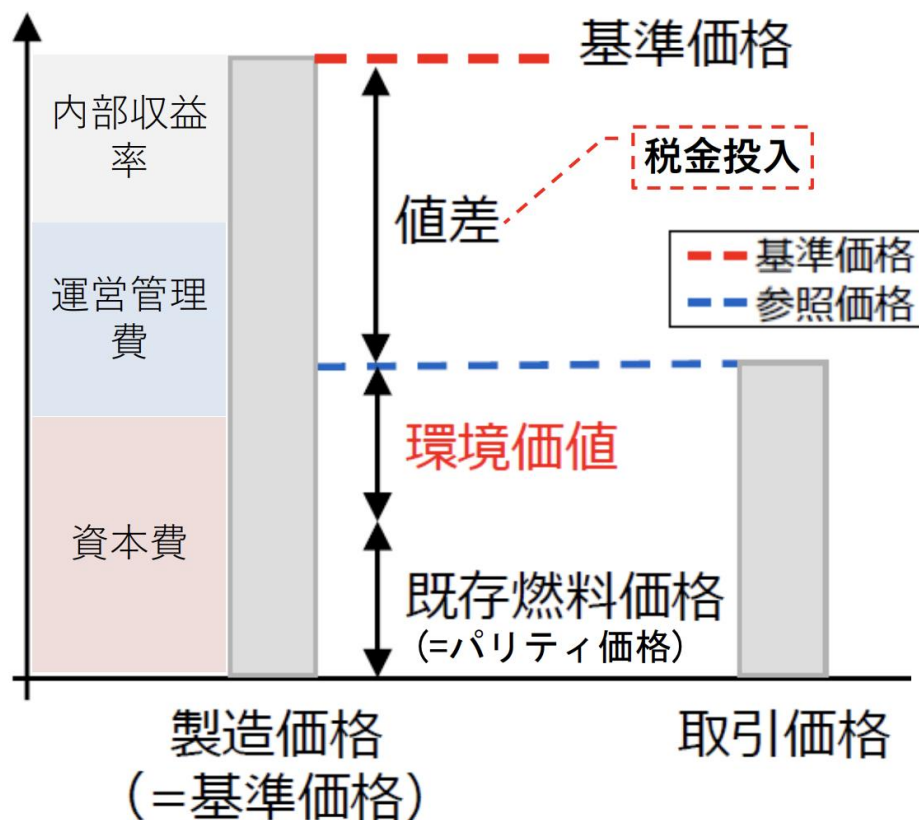 基準価格
内部収益
率
税金投入
値差
基準価格
参照価格
運営管理
費
環境価値
資本費
既存燃料価格
(=パリティ価格)
製造価格
(=基準価格)
取引価格